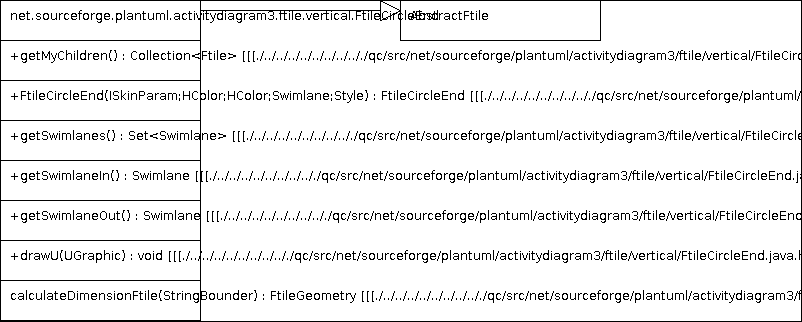 net.sourceforge.plantuml.activitydiagram3.ftile.vertical.FtileCircleEnd
AbstractFtile
+getMyChildren() : Collection<Ftile> [[[./../../../../../../../../../qc/src/net/sourceforge/plantuml/activitydiagram3/ftile/vertical/FtileCirc
+FtileCircleEnd(ISkinParam;HColor;HColor;Swimlane;Style) : FtileCircleEnd [[[./../../../../../../../../../qc/src/net/sourceforge/plantuml/
+getSwimlanes() : Set<Swimlane> [[[./../../../../../../../../../qc/src/net/sourceforge/plantuml/activitydiagram3/ftile/vertical/FtileCircle
+getSwimlaneIn() : Swimlane [[[./../../../../../../../../../qc/src/net/sourceforge/plantuml/activitydiagram3/ftile/vertical/FtileCircleEnd.ja
+getSwimlaneOut() : Swimlane [[[./../../../../../../../../../qc/src/net/sourceforge/plantuml/activitydiagram3/ftile/vertical/FtileCircleEnd
+drawU(UGraphic) : void [[[./../../../../../../../../../qc/src/net/sourceforge/plantuml/activitydiagram3/ftile/vertical/FtileCircleEnd.java.h
calculateDimensionFtile(StringBounder) : FtileGeometry [[[./../../../../../../../../../qc/src/net/sourceforge/plantuml/activitydiagram3/ft